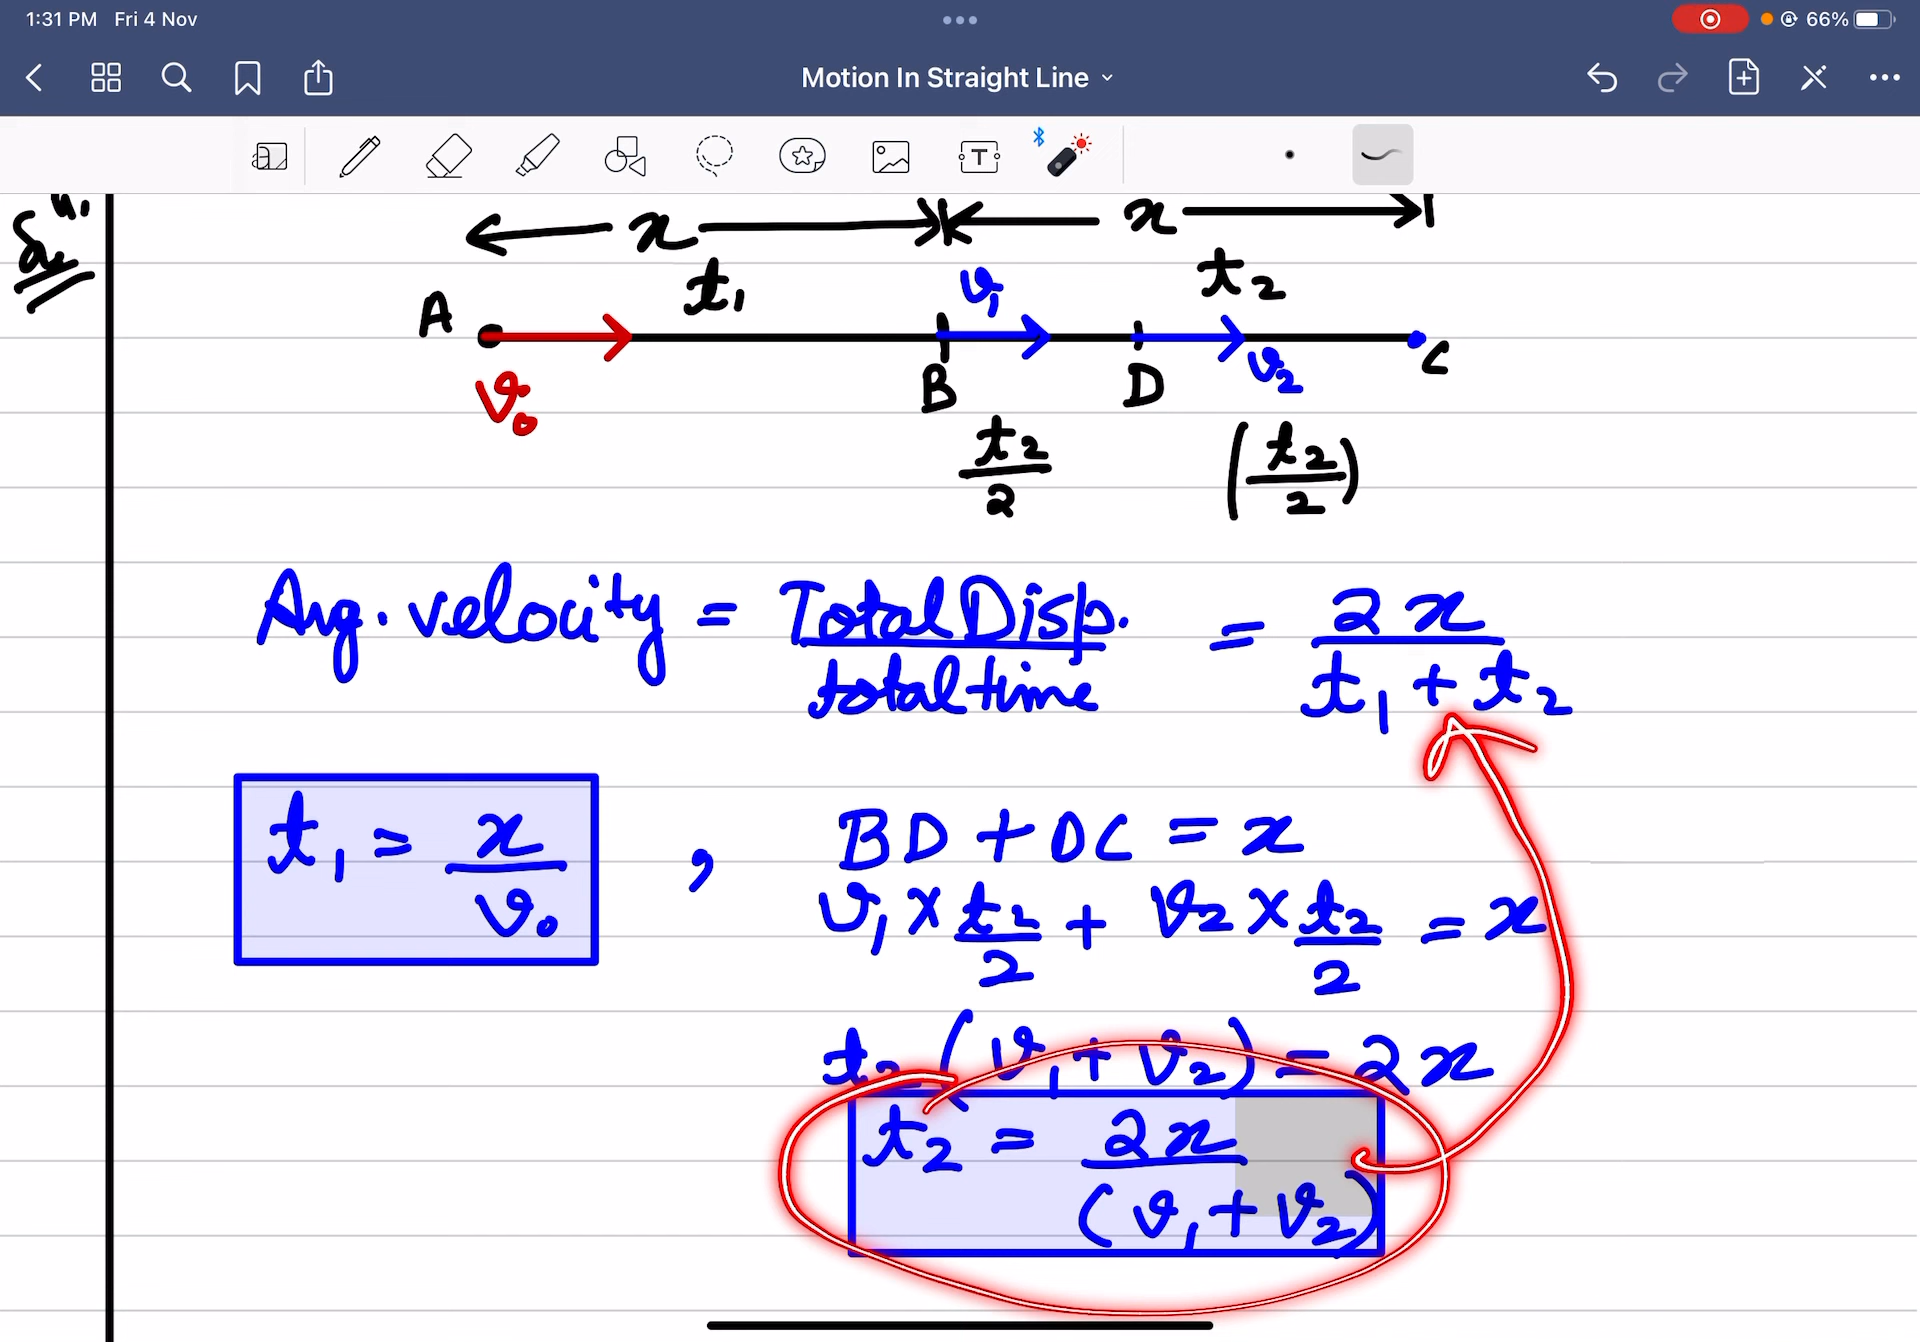 1:31 PM Fri 4 Nov
66%
Motion In Straight Line
T
x x
t₁ v₁ t₂
A
v₀ B D v₂ C
t₂/2 (t₂/2)
Avg. velocity = Total Disp./total time = 2x/t₁ + t₂
t₁ = x/v₀ , BD + DC = x
v₁ × t₂/2 + v₂ × t₂/2 = x
t₂ (v₁ + v₂) = 2x
t₂ = 2x/(v₁ + v₂)